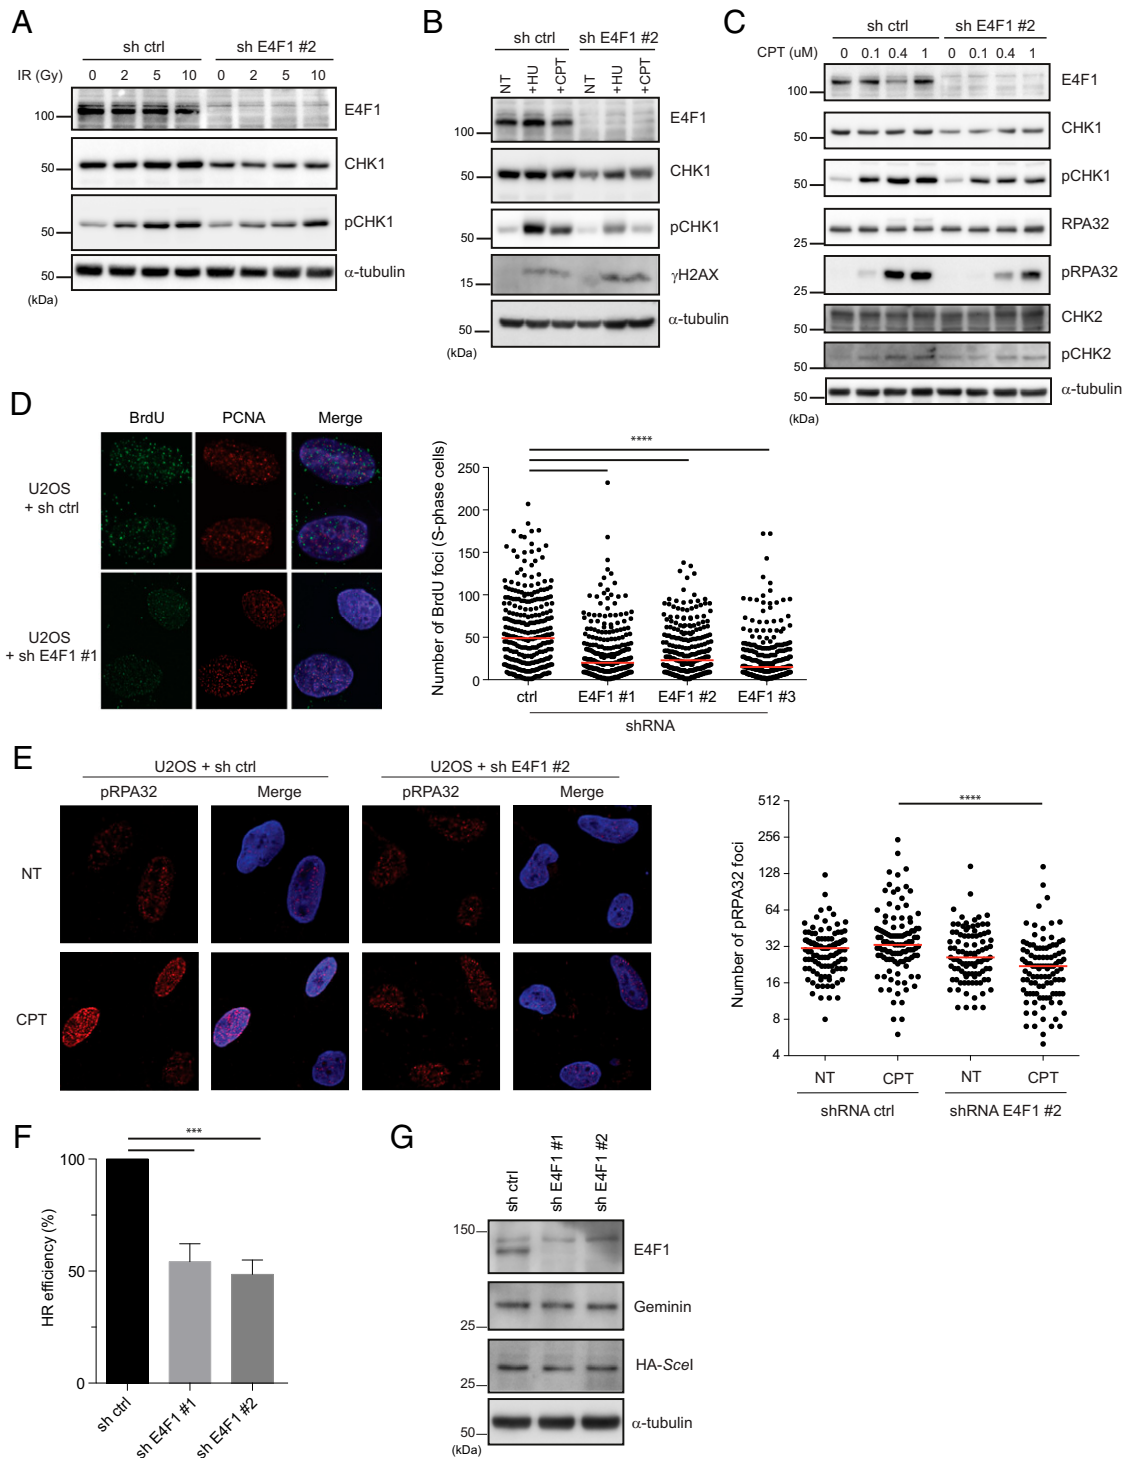 A
sh ctrl
sh E4F1 #2
IR (Gy)
0
2
5
10
0
2
5
10
100
E4F1
50
CHK1
50
pCHK1
50
α-tubulin
(kDa)
B
sh ctrl
sh E4F1 #2
NT
+HU
+CPT
NT
+HU
+CPT
100
E4F1
50
CHK1
50
pCHK1
15
γH2AX
50
α-tubulin
(kDa)
C
sh ctrl
sh E4F1 #2
CPT (uM)
0
0.1
0.4
1
0
0.1
0.4
1
100
E4F1
50
CHK1
50
pCHK1
25
RPA32
25
pRPA32
50
CHK2
50
pCHK2
50
α-tubulin
(kDa)
D
BrdU
PCNA
Merge
U2OS
+ sh ctrl
U2OS
+ sh E4F1 #1
Number of BrdU foci (S-phase cells)
250
200
150
100
50
0
****
ctrl
E4F1 #1
E4F1 #2
E4F1 #3
shRNA
E
U2OS + sh ctrl
U2OS + sh E4F1 #2
pRPA32
Merge
pRPA32
Merge
NT
CPT
Number of pRPA32 foci
512
256
128
64
32
16
8
4
****
NT
CPT
NT
CPT
shRNA ctrl
shRNA E4F1 #2
F
HR efficiency (%)
100
50
0
***
sh ctrl
sh E4F1 #1
sh E4F1 #2
G
sh ctrl
sh E4F1 #1
sh E4F1 #2
150
E4F1
Geminin
25
HA-SceI
25
α-tubulin
50
(kDa)